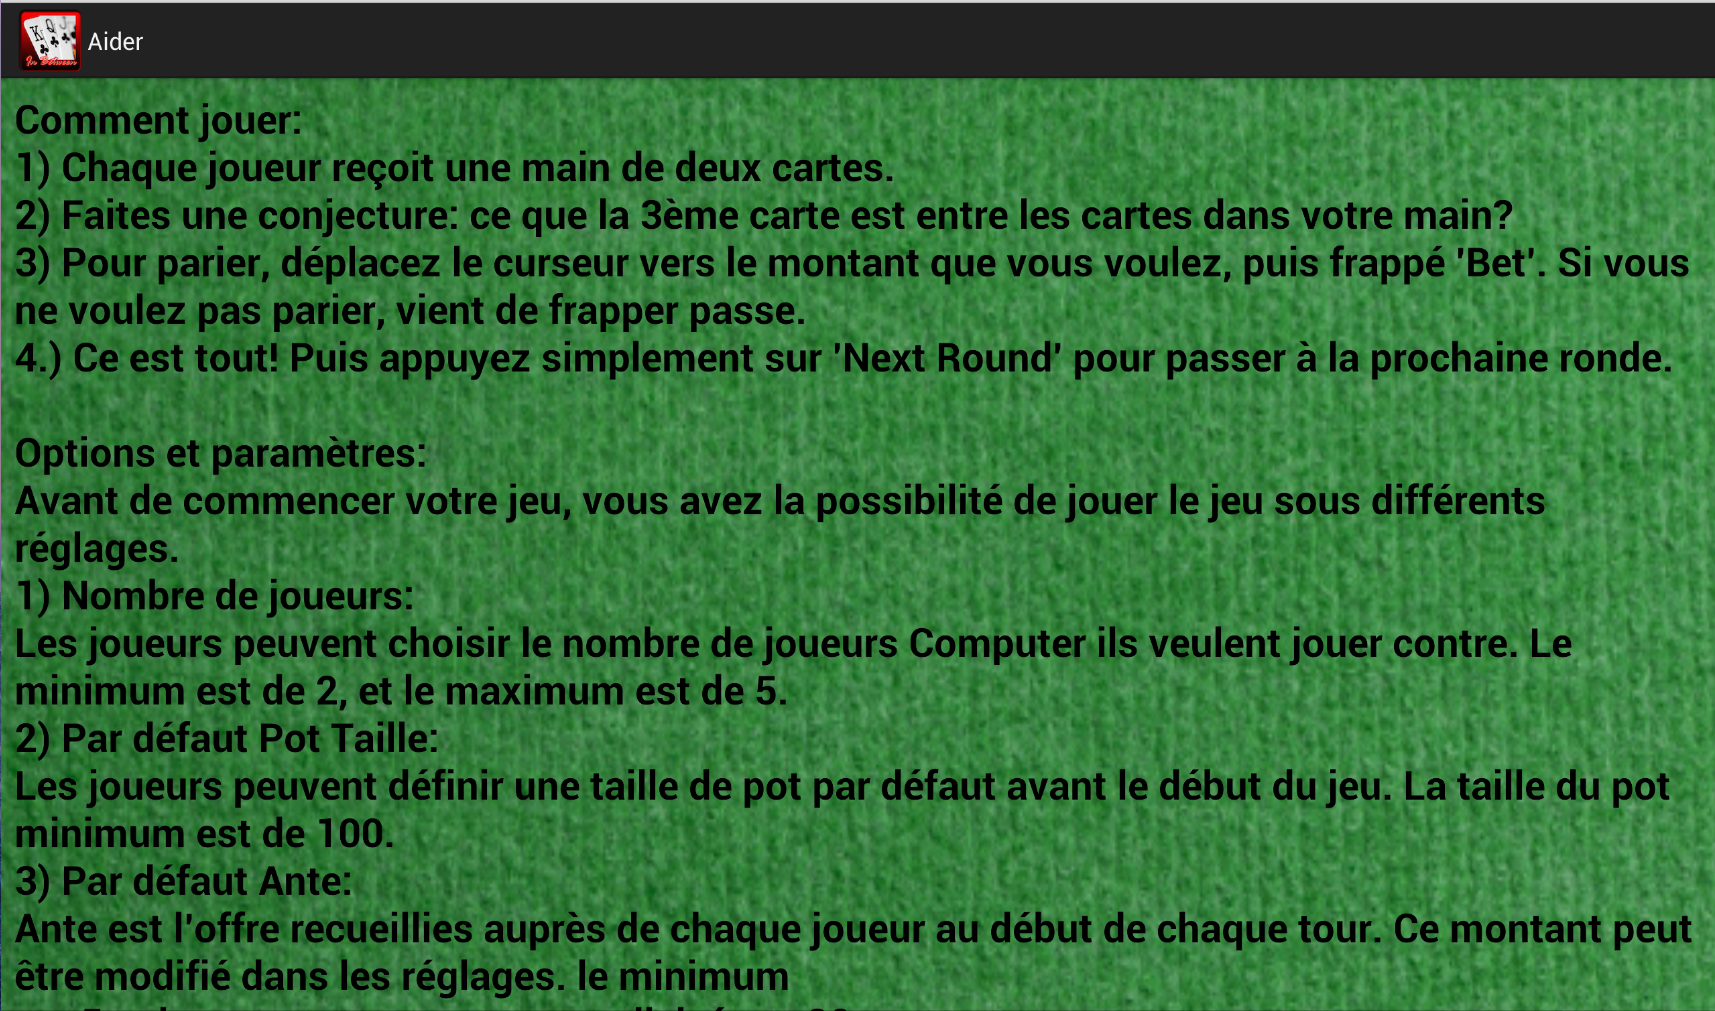 Aider
Comment jouer:
1) Chaque joueur reçoit une main de deux cartes.
2) Faites une conjecture: ce que la 3ème carte est entre les cartes dans votre main?
3) Pour parier, déplacez le curseur vers le montant que vous voulez, puis frappé 'Bet'. Si vous
ne voulez pas parier, vient de frapper passe.
4.) Ce est tout! Puis appuyez simplement sur 'Next Round' pour passer à la prochaine ronde.
Options et paramètres:
Avant de commencer votre jeu, vous avez la possibilité de jouer le jeu sous différents
réglages.
1) Nombre de joueurs:
Les joueurs peuvent choisir le nombre de joueurs Computer ils veulent jouer contre. Le
minimum est de 2, et le maximum est de 5.
2) Par défaut Pot Taille:
Les joueurs peuvent définir une taille de pot par défaut avant le début du jeu. La taille du pot
minimum est de 100.
3) Par défaut Ante:
Ante est l'offre recueillies auprès de chaque joueur au début de chaque tour. Ce montant peut
être modifié dans les réglages. le minimum